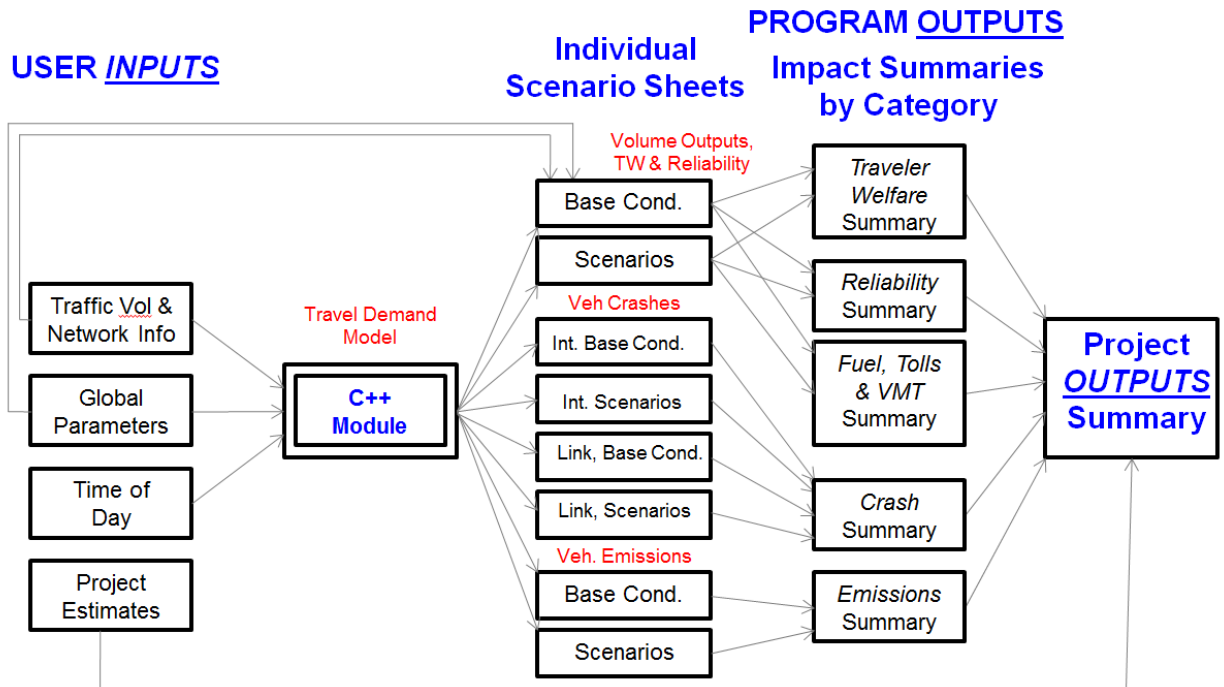 USER INPUTS
Individual
Scenario Sheets
PROGRAM OUTPUTS
Impact Summaries
by Category
Traffic Vol &
Network Info
Global
Parameters
Time of
Day
Project
Estimates
Travel Demand
Model
C++
Module
Volume Outputs,
TW & Reliability
Base Cond.
Scenarios
Veh Crashes
Int. Base Cond.
Int. Scenarios
Link, Base Cond.
Link, Scenarios
Veh. Emissions
Base Cond.
Scenarios
Traveler
Welfare
Summary
Reliability
Summary
Fuel, Tolls
& VMT
Summary
Crash
Summary
Emissions
Summary
Project
OUTPUTS
Summary